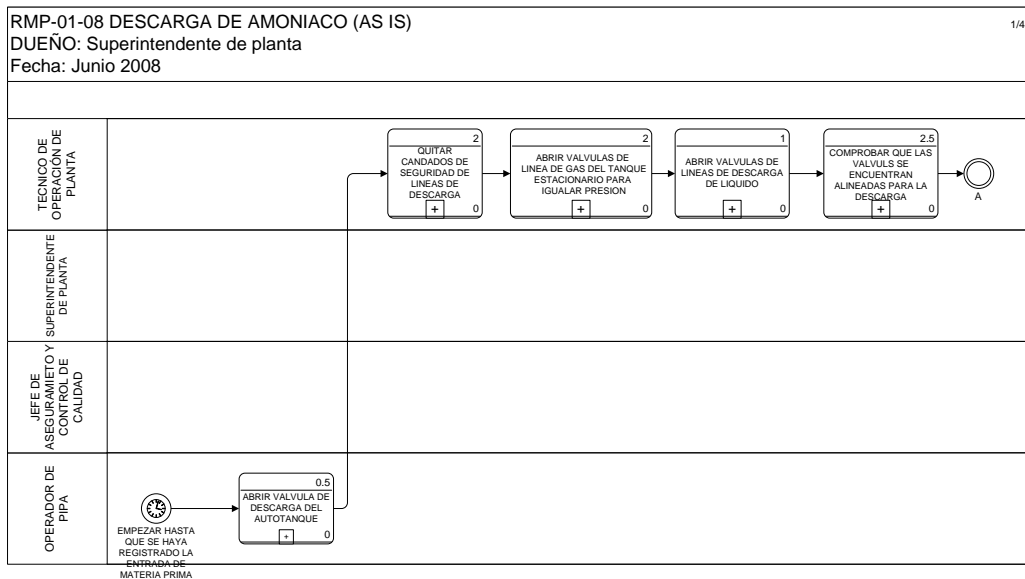 RMP-01-08 DESCARGA DE AMONIACO (AS IS)
1/4
DUEÑO: Superintendente de planta
Fecha: Junio 2008
TECNICO DE
OPERACIÓN DE
PLANTA
2
QUITAR
CANDADOS DE
SEGURIDAD DE
LINEAS DE
DESCARGA
+
0
2
ABRIR VALVULAS DE
LINEA DE GAS DEL TANQUE
ESTACIONARIO PARA
IGUALAR PRESION
+
0
1
ABRIR VALVULAS DE
LINEAS DE DESCARGA
DE LIQUIDO
+
0
2.5
COMPROBAR QUE LAS
VALVULS SE
ENCUENTRAN
ALINEADAS PARA LA
DESCARGA
+
0
A
SUPERINTENDENTE
DE PLANTA
JEFE DE
ASEGURAMIETO Y
CONTROL DE
CALIDAD
OPERADOR DE
PIPA
EMPEZAR HASTA
QUE SE HAYA
REGISTRADO LA
ENTRADA DE
MATERIA PRIMA
0.5
ABRIR VALVULA DE
DESCARGA DEL
AUTOTANQUE
+
0